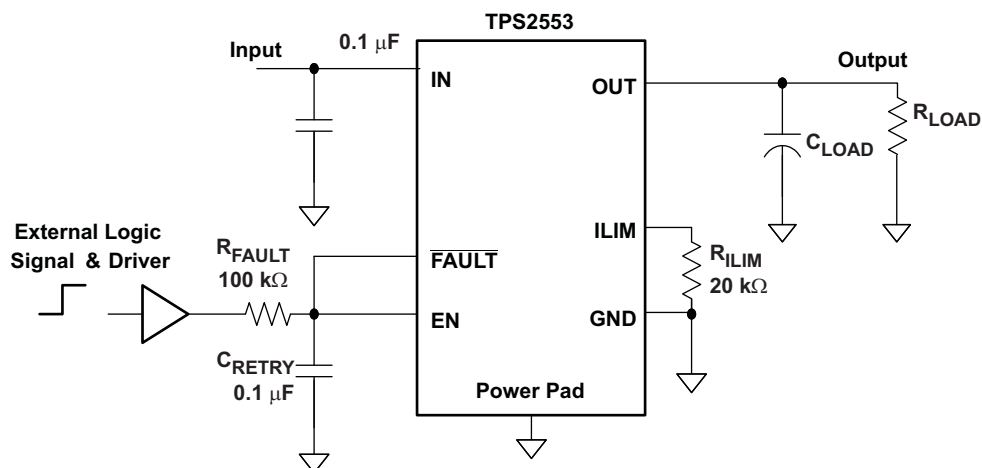 TPS2553
0.1 μF
Input
IN
OUT
Output
R_LOAD
C_LOAD
External Logic
Signal & Driver
R_FAULT
100 kΩ
FAULT
EN
ILIM
R_ILIM
20 kΩ
GND
C_RETRY
0.1 μF
Power Pad